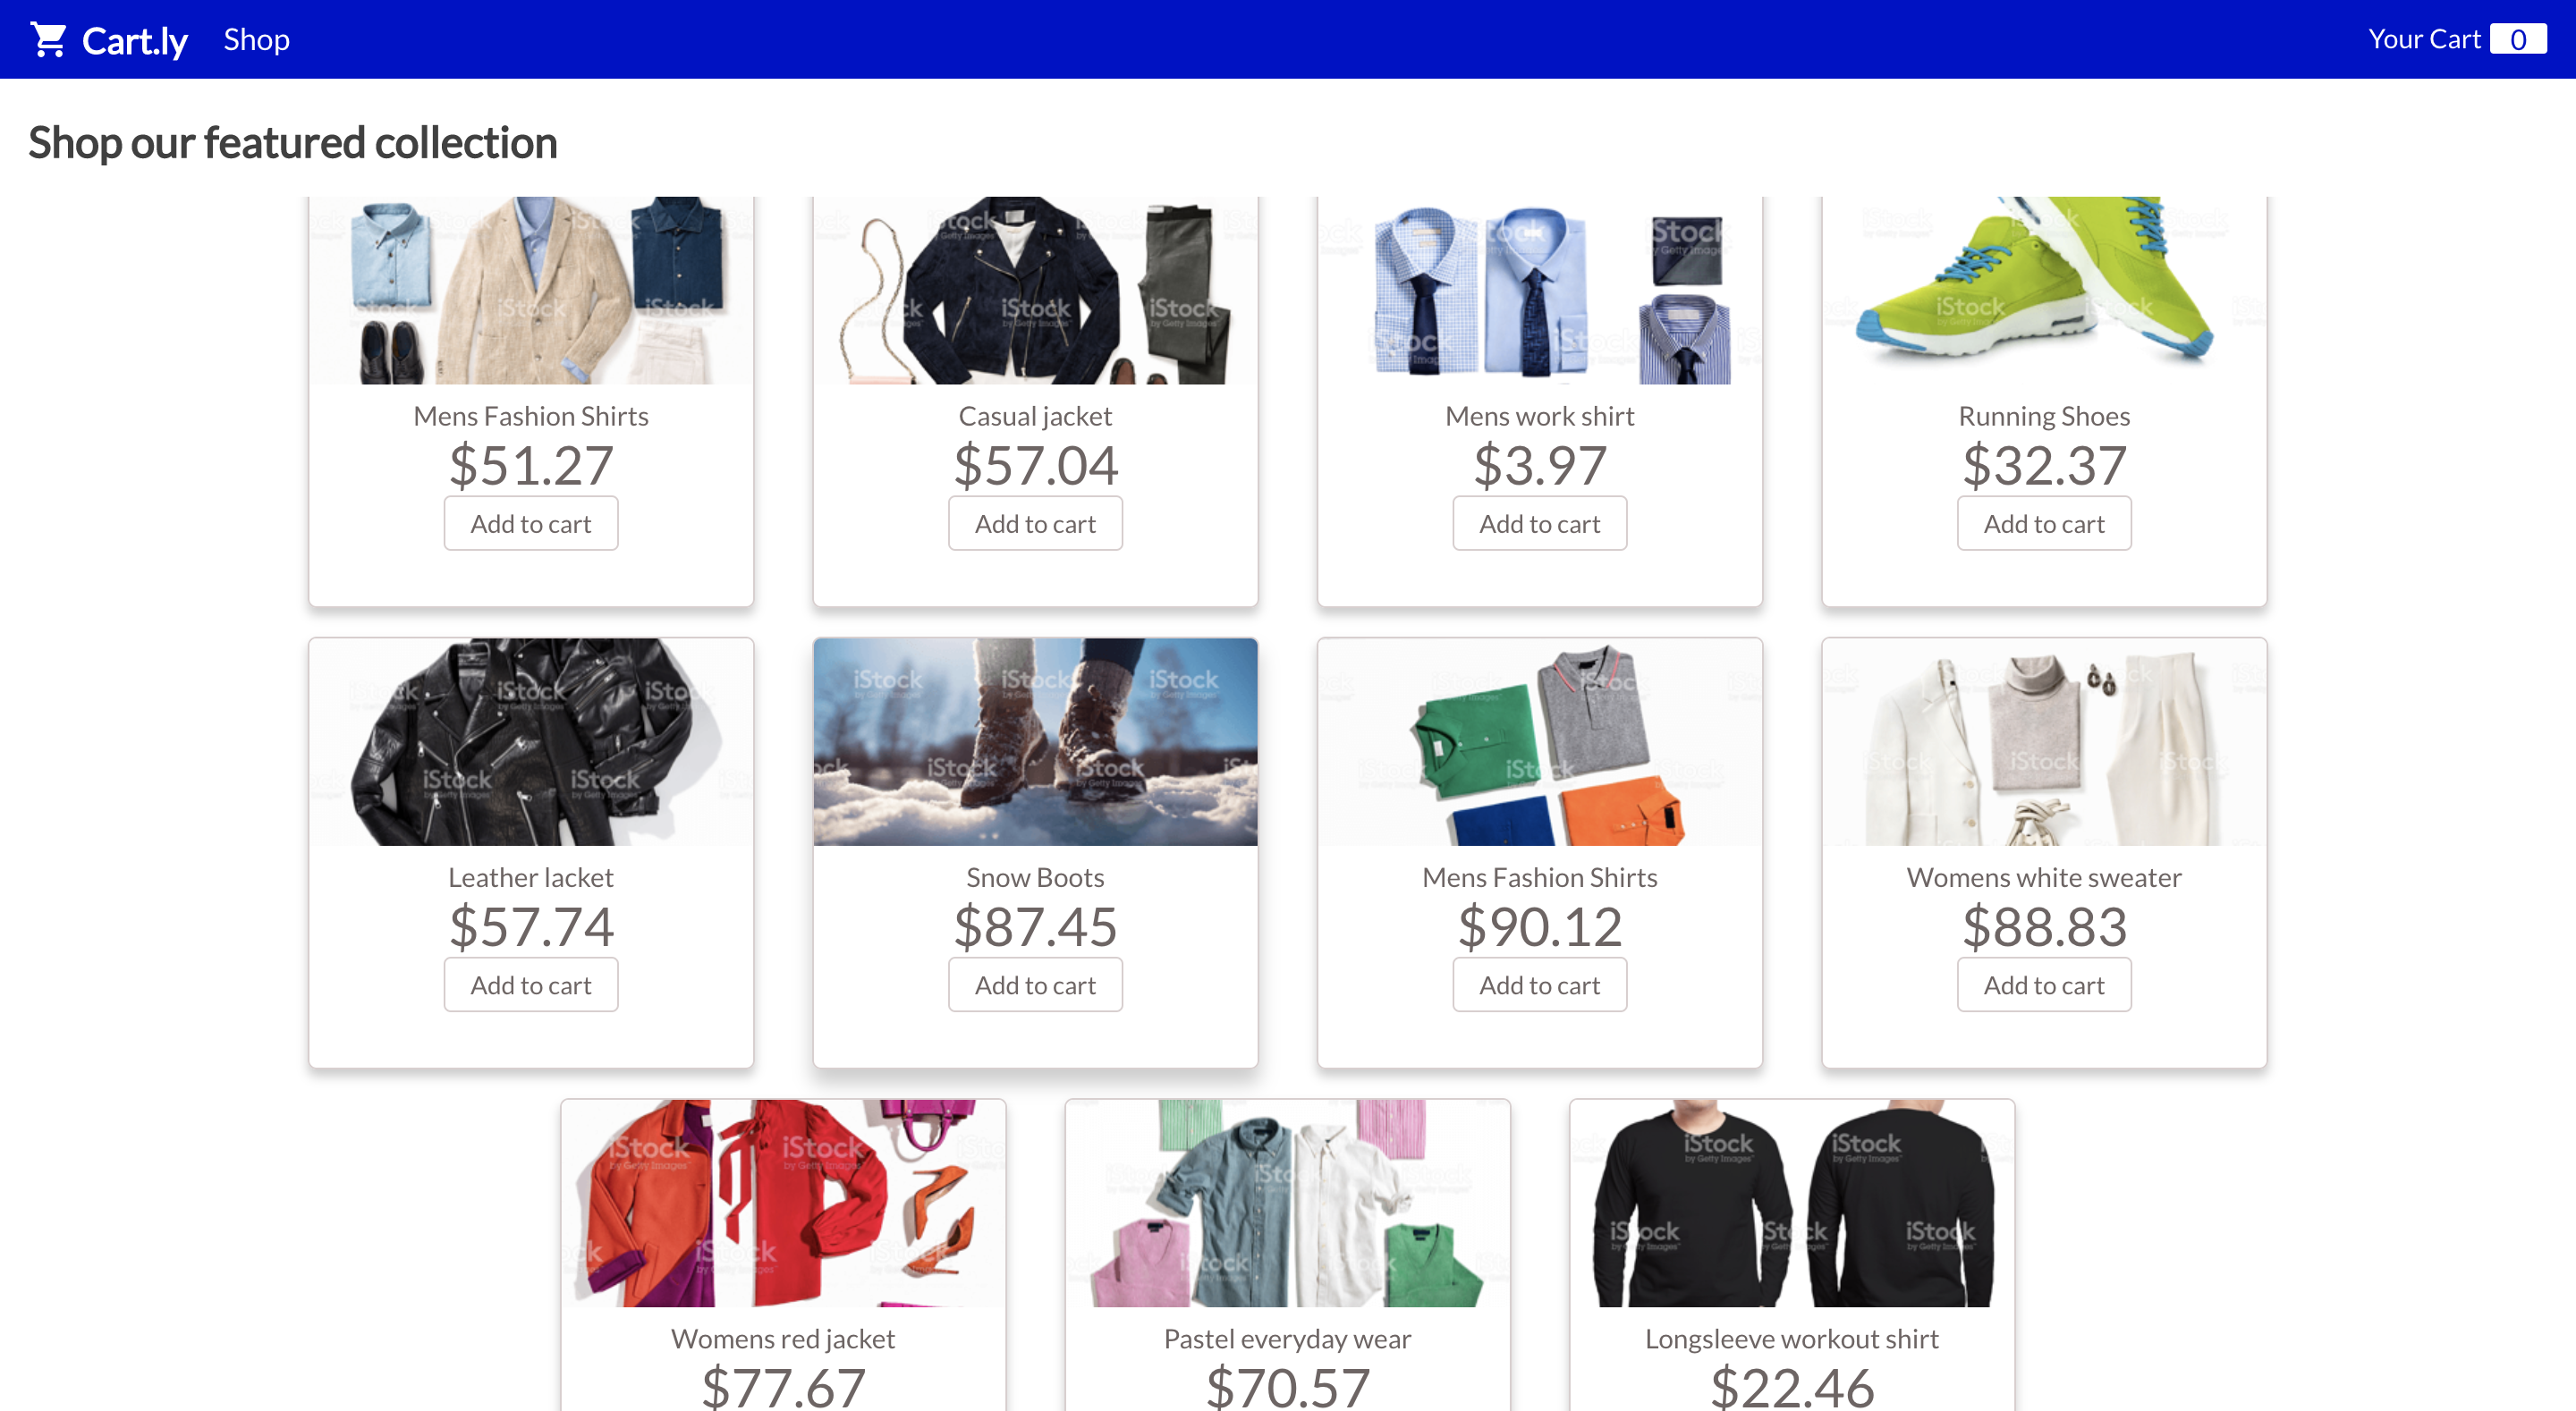 Cart.ly Shop Your Cart 0
Shop our featured collection
Mens Fashion Shirts
$51.27
Add to cart
Casual jacket
$57.04
Add to cart
Mens work shirt
$3.97
Add to cart
Running Shoes
$32.37
Add to cart
Leather lacket
$57.74
Add to cart
Snow Boots
$87.45
Add to cart
Mens Fashion Shirts
$90.12
Add to cart
Womens white sweater
$88.83
Add to cart
Womens red jacket
$77.67
Pastel everyday wear
$70.57
Longsleeve workout shirt
$22.46
iStock
by Getty Images